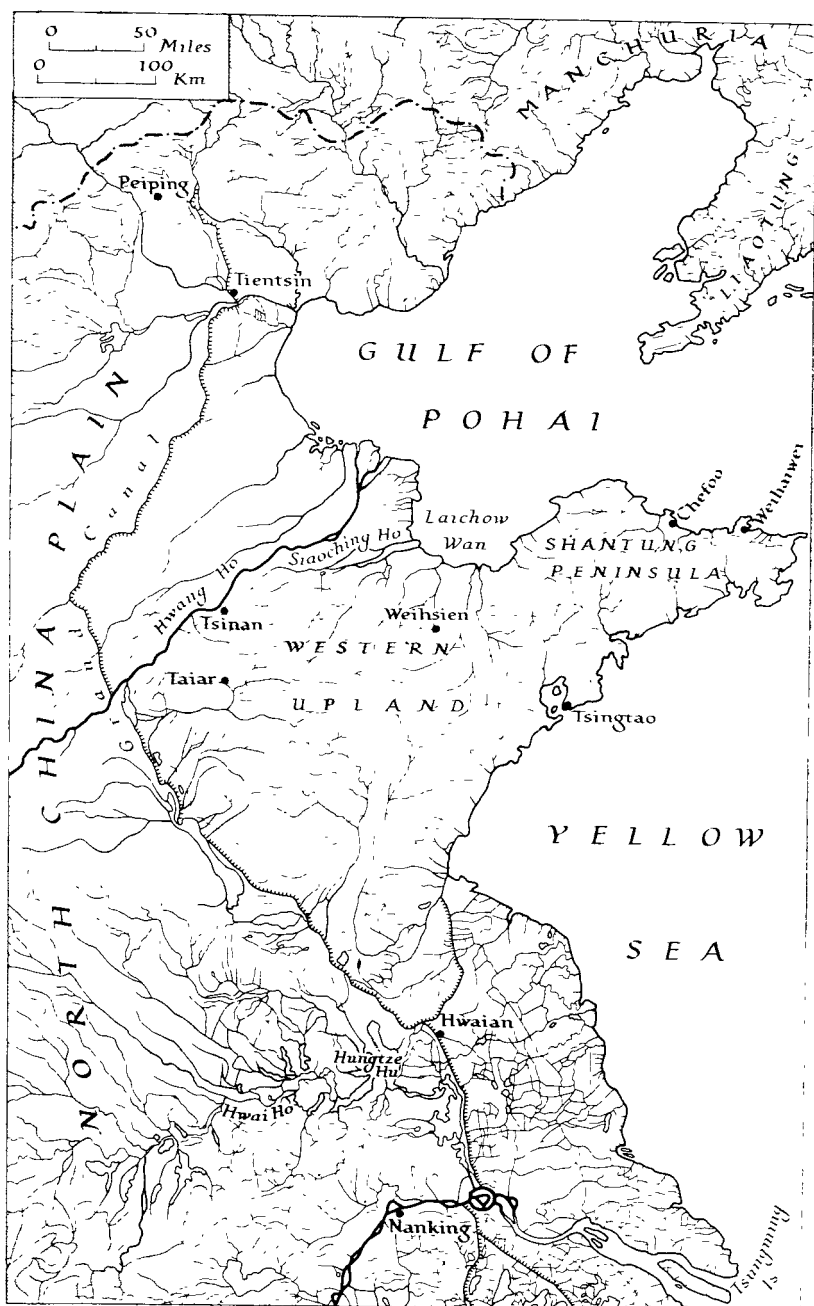 0 50 Miles
0 100 Km
MANCHURIA
Peiping
LIAOTUNG
Tientsin
GULF OF
POHAI
NORTH CHINA PLAIN
Grand Canal
Chefoo
Weihaiwei
Laichow
Wan
SHANTUNG
PENINSULA
Siaoching Ho
Hwang Ho
Tsinan
Weihsien
WESTERN
UPLAND
Taiar
Tsingtao
YELLOW
SEA
Hwaian
Hungtze
Hu
Hwai Ho
Nanking
Tsungming
Is